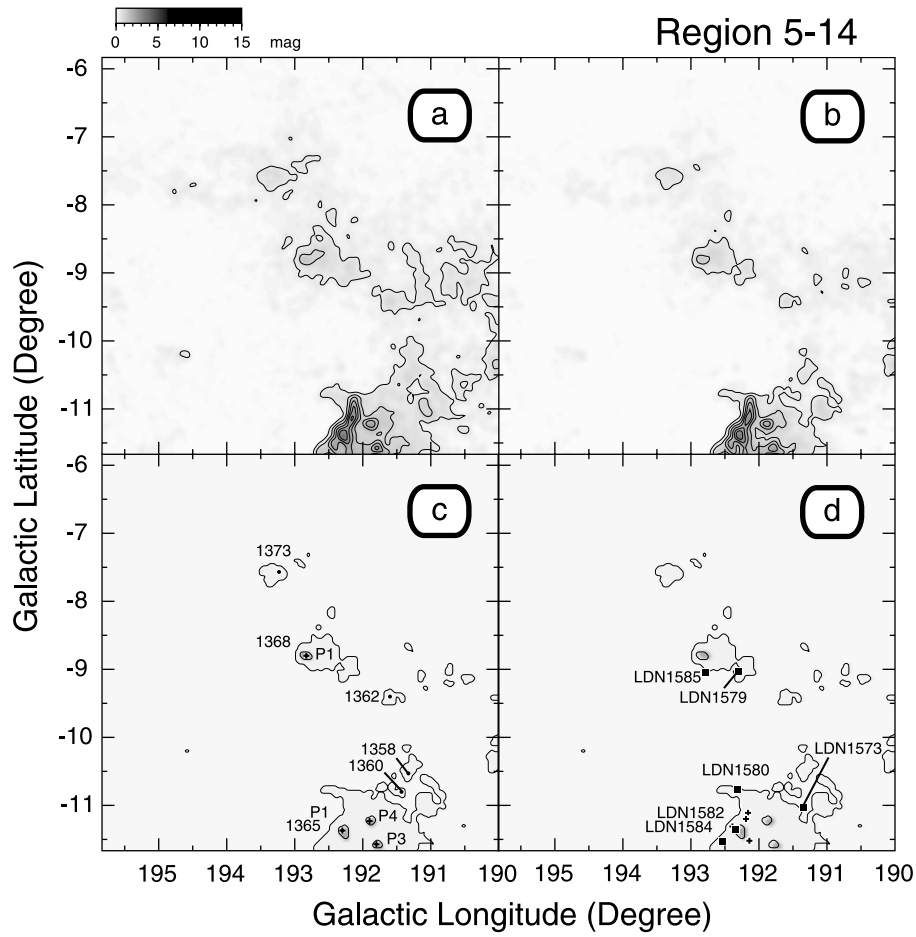 0 5 10 15 mag
Region 5-14
a
b
-6
-7
-8
-9
-10
-11
Galactic Latitude (Degree)
c
d
-6
-7
-8
-9
-10
-11
1373
1368
P1
1362
1358
1360
P1
1365
P4
P3
LDN1585
LDN1579
LDN1573
LDN1580
LDN1582
LDN1584
195 194 193 192 191 190
195 194 193 192 191 190
Galactic Longitude (Degree)